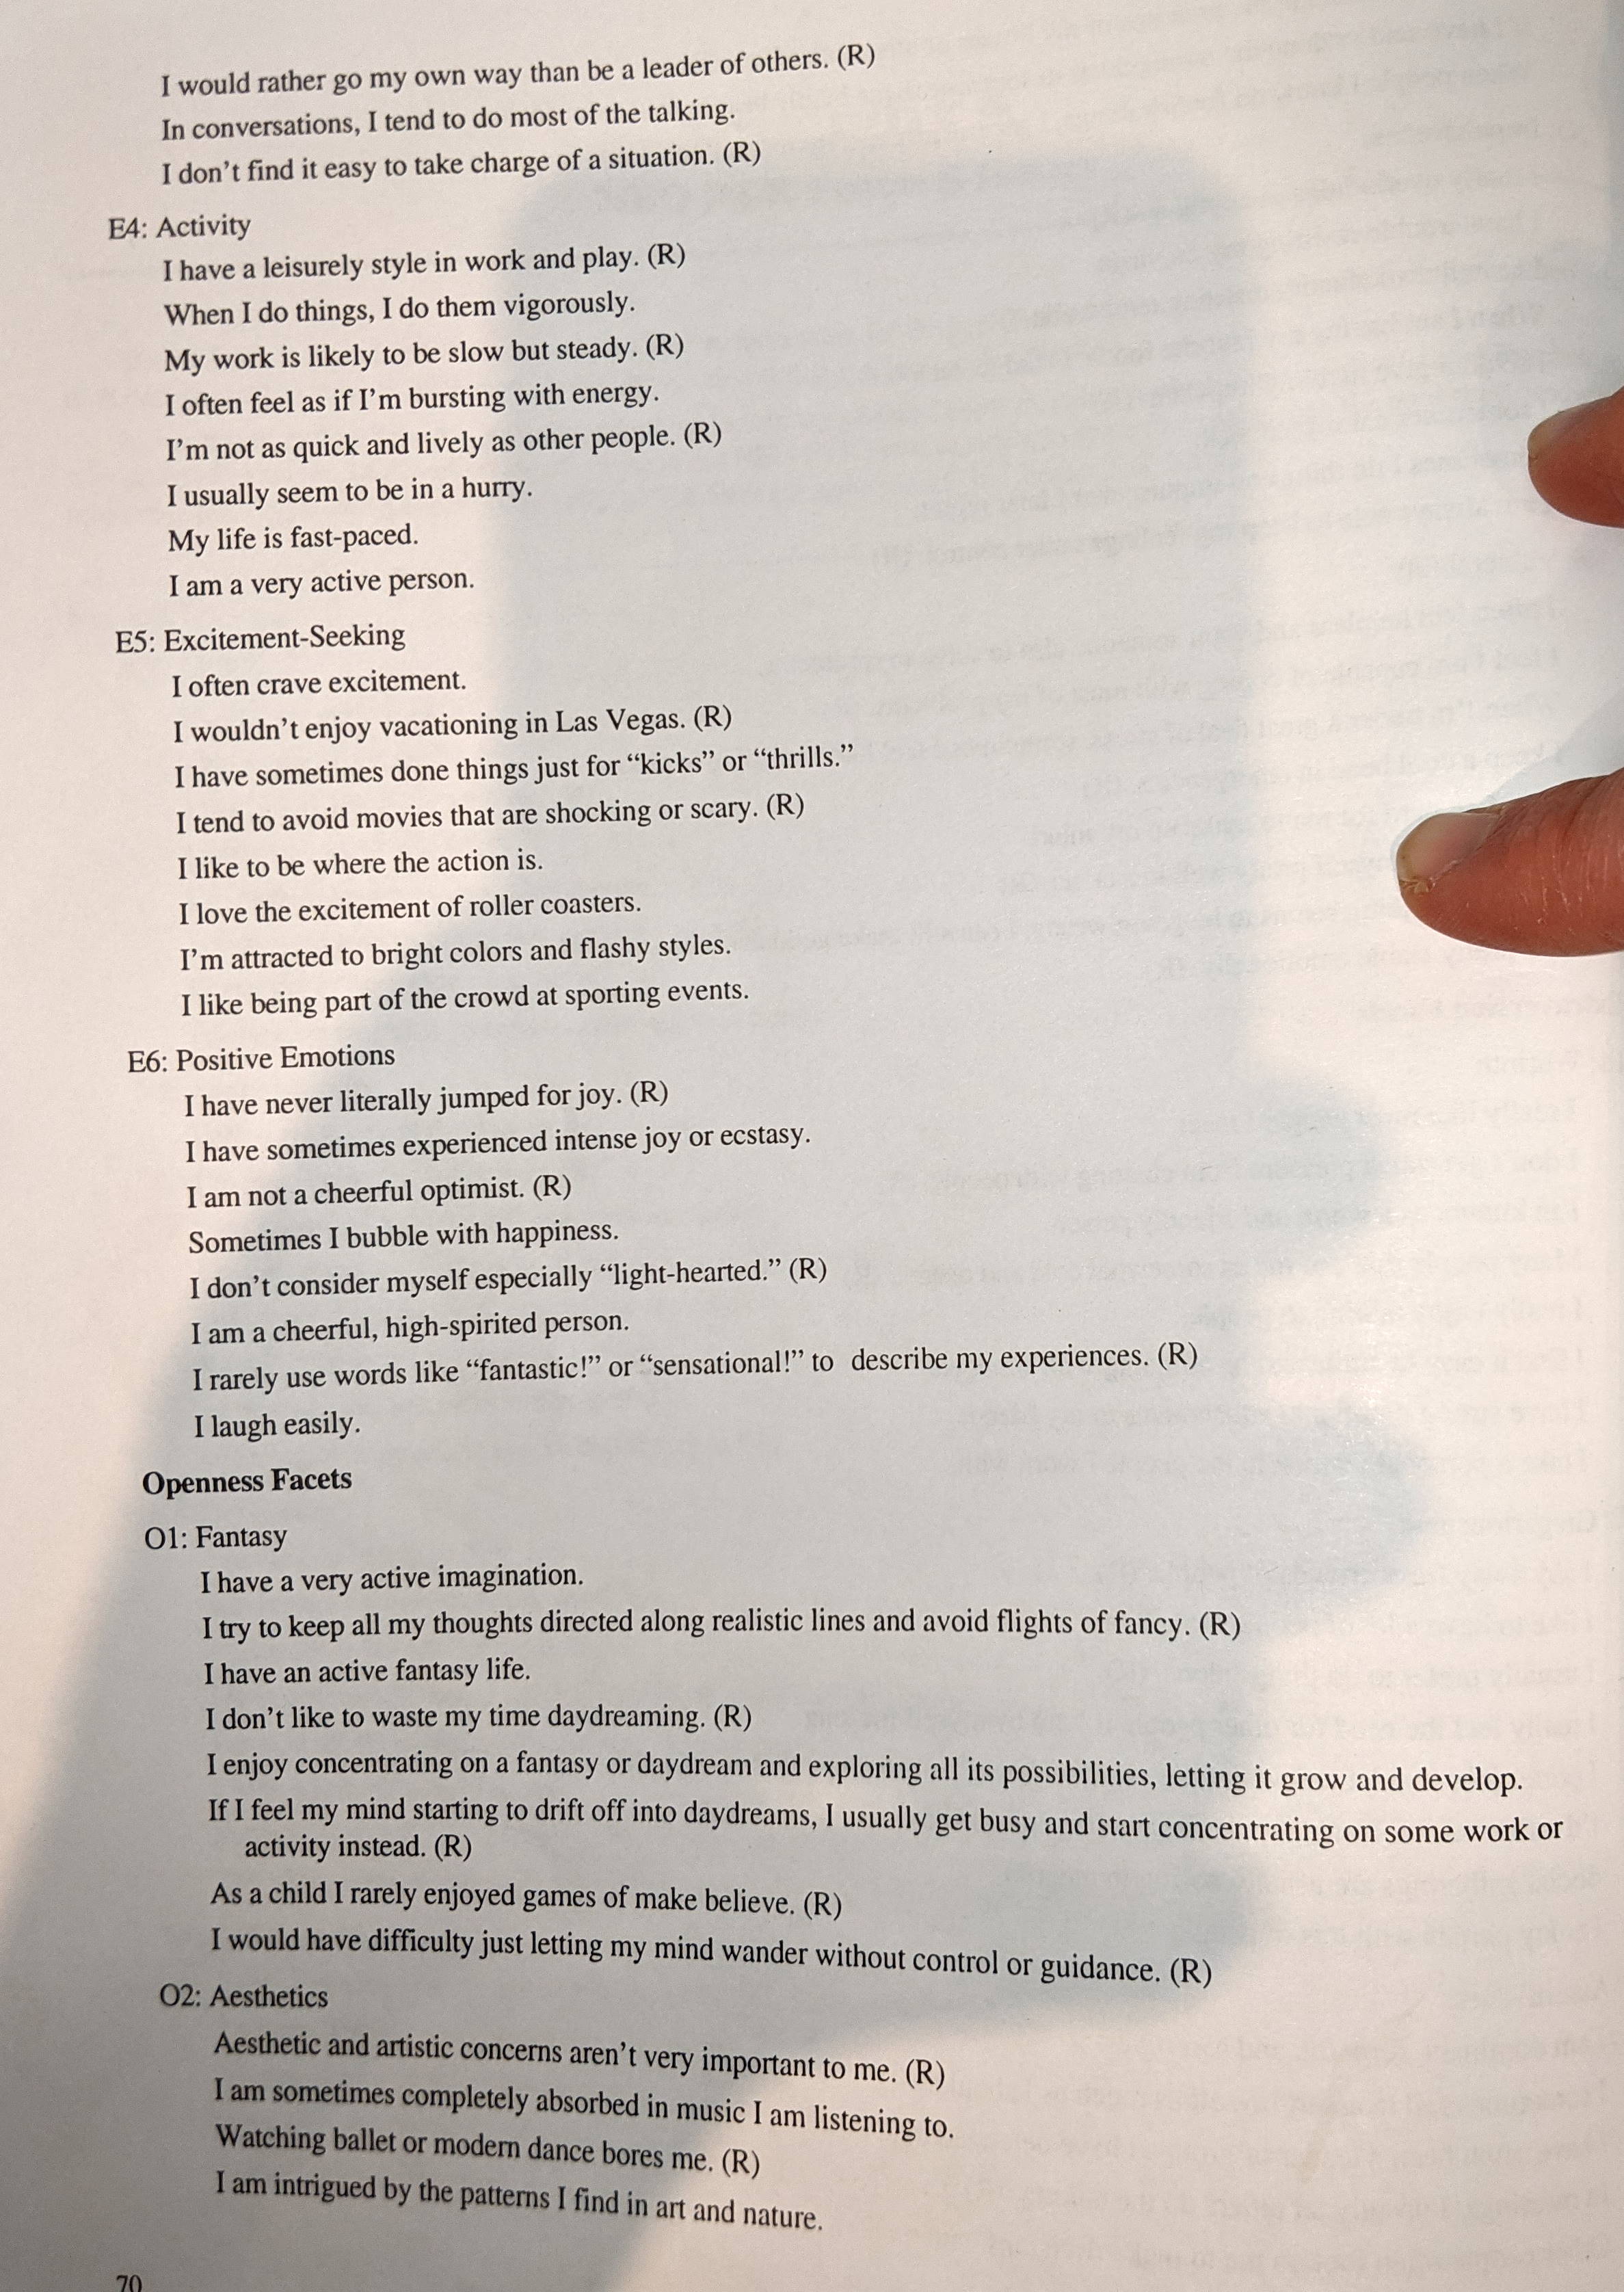 I would rather go my own way than be a leader of others. (R)
In conversations, I tend to do most of the talking.
I don't find it easy to take charge of a situation. (R)
E4: Activity
I have a leisurely style in work and play. (R)
When I do things, I do them vigorously.
My work is likely to be slow but steady. (R)
I often feel as if I'm bursting with energy.
I'm not as quick and lively as other people. (R)
I usually seem to be in a hurry.
My life is fast-paced.
I am a very active person.
E5: Excitement-Seeking
I often crave excitement.
I wouldn't enjoy vacationing in Las Vegas. (R)
I have sometimes done things just for “kicks” or “thrills.”
I tend to avoid movies that are shocking or scary. (R)
I like to be where the action is.
I love the excitement of roller coasters.
I'm attracted to bright colors and flashy styles.
I like being part of the crowd at sporting events.
E6: Positive Emotions
I have never literally jumped for joy. (R)
I have sometimes experienced intense joy or ecstasy.
I am not a cheerful optimist. (R)
Sometimes I bubble with happiness.
I don't consider myself especially “light-hearted.” (R)
I am a cheerful, high-spirited person.
I rarely use words like “fantastic!” or “sensational!” to describe my experiences. (R)
I laugh easily.
Openness Facets
O1: Fantasy
I have a very active imagination.
I try to keep all my thoughts directed along realistic lines and avoid flights of fancy. (R)
I have an active fantasy life.
I don't like to waste my time daydreaming. (R)
I enjoy concentrating on a fantasy or daydream and exploring all its possibilities, letting it grow and develop.
If I feel my mind starting to drift off into daydreams, I usually get busy and start concentrating on some work or
activity instead. (R)
As a child I rarely enjoyed games of make believe. (R)
I would have difficulty just letting my mind wander without control or guidance. (R)
O2: Aesthetics
Aesthetic and artistic concerns aren't very important to me. (R)
I am sometimes completely absorbed in music I am listening to.
Watching ballet or modern dance bores me. (R)
I am intrigued by the patterns I find in art and nature.
70